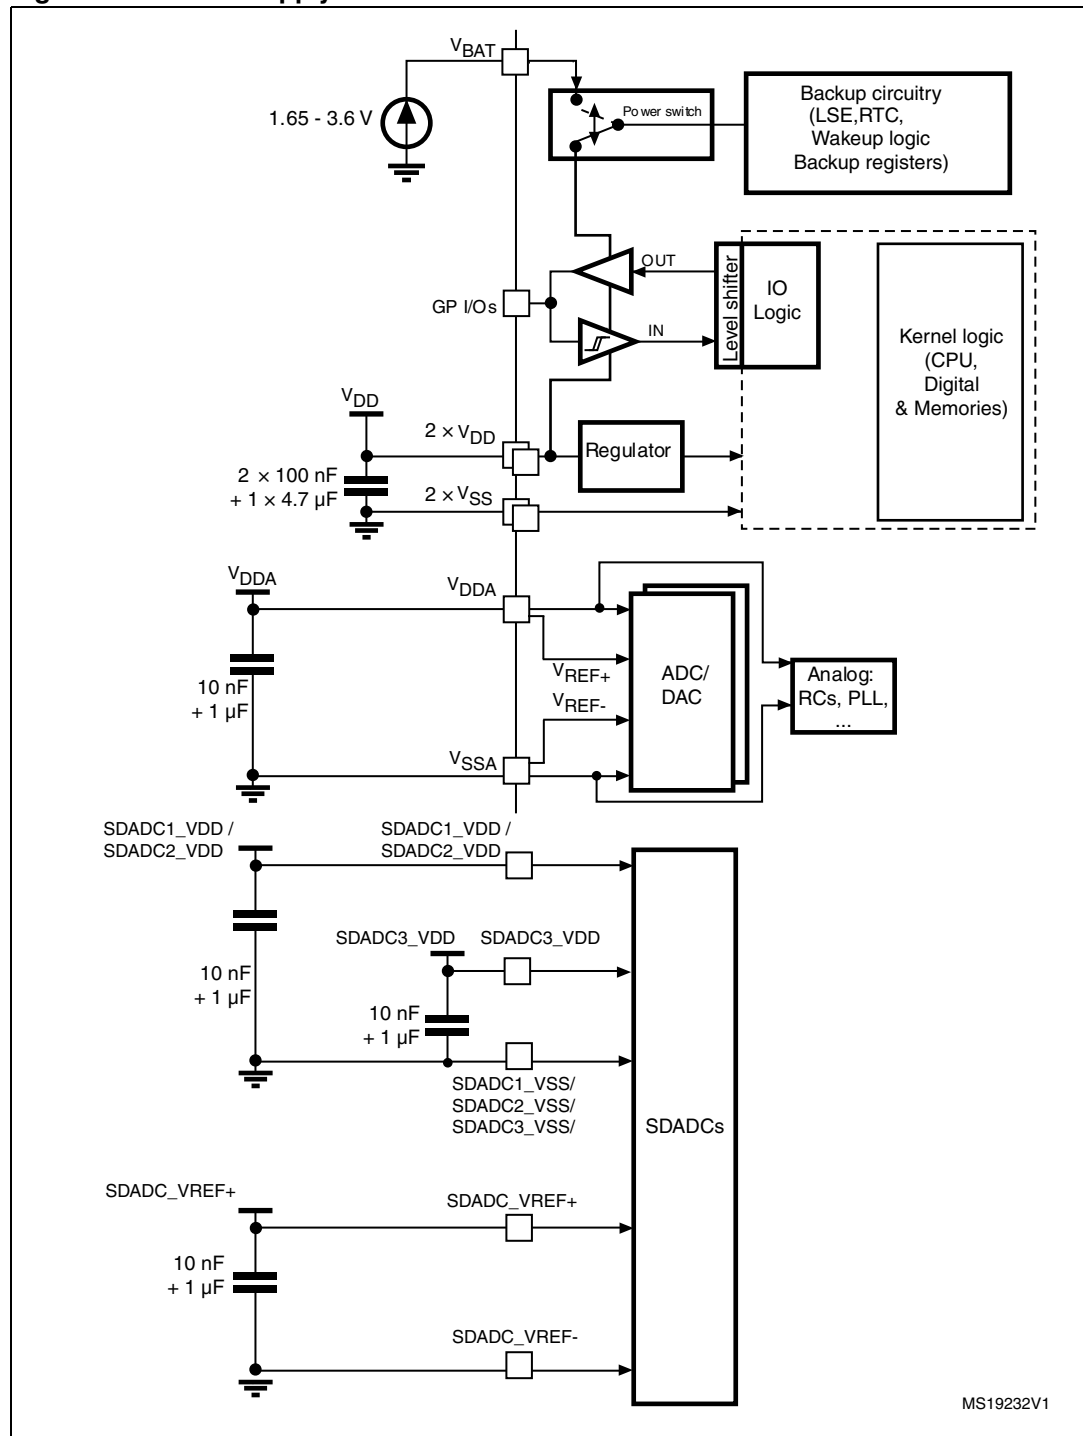 VBAT
1.65 - 3.6 V
Power switch
Backup circuitry
(LSE,RTC,
Wakeup logic
Backup registers)
OUT
GP I/Os
IN
Level shifter
IO
Logic
Kernel logic
(CPU,
Digital
& Memories)
VDD
2 × VDD
Regulator
2 × 100 nF
+ 1 × 4.7 µF
2 × VSS
VDDA
VDDA
VREF+
VREF-
10 nF
+ 1 µF
ADC/
DAC
Analog:
RCs, PLL,
...
VSSA
SDADC1_VDD /
SDADC2_VDD
SDADC1_VDD /
SDADC2_VDD
SDADC3_VDD
SDADC3_VDD
10 nF
+ 1 µF
10 nF
+ 1 µF
SDADC1_VSS/
SDADC2_VSS/
SDADC3_VSS/
SDADCs
SDADC_VREF+
SDADC_VREF+
10 nF
+ 1 µF
SDADC_VREF-
MS19232V1